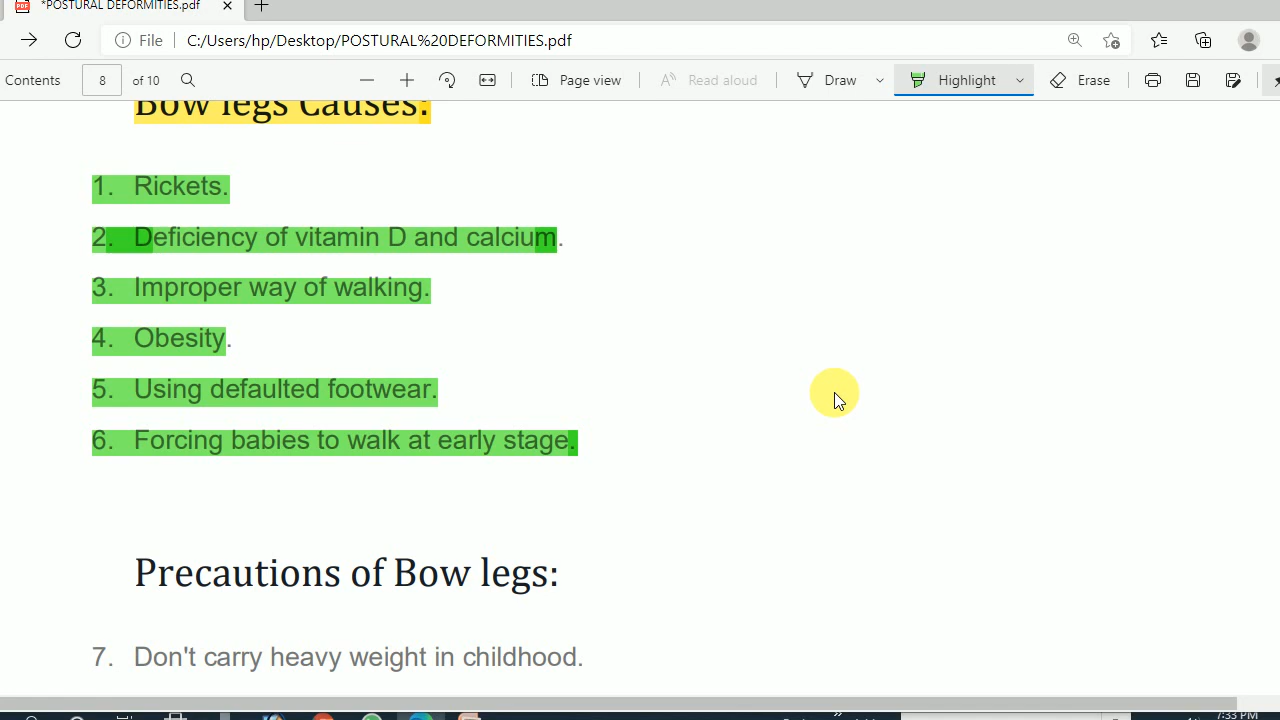 *POSTURAL DEFORMITIES.pdf
File C:/Users/hp/Desktop/POSTURAL%20DEFORMITIES.pdf
Contents 8 of 10 Page view Read aloud Draw Highlight Erase
Bow legs Causes:
1. Rickets.
2. Deficiency of vitamin D and calcium.
3. Improper way of walking.
4. Obesity.
5. Using defaulted footwear.
6. Forcing babies to walk at early stage.
Precautions of Bow legs:
7. Don't carry heavy weight in childhood.
7:33 PM